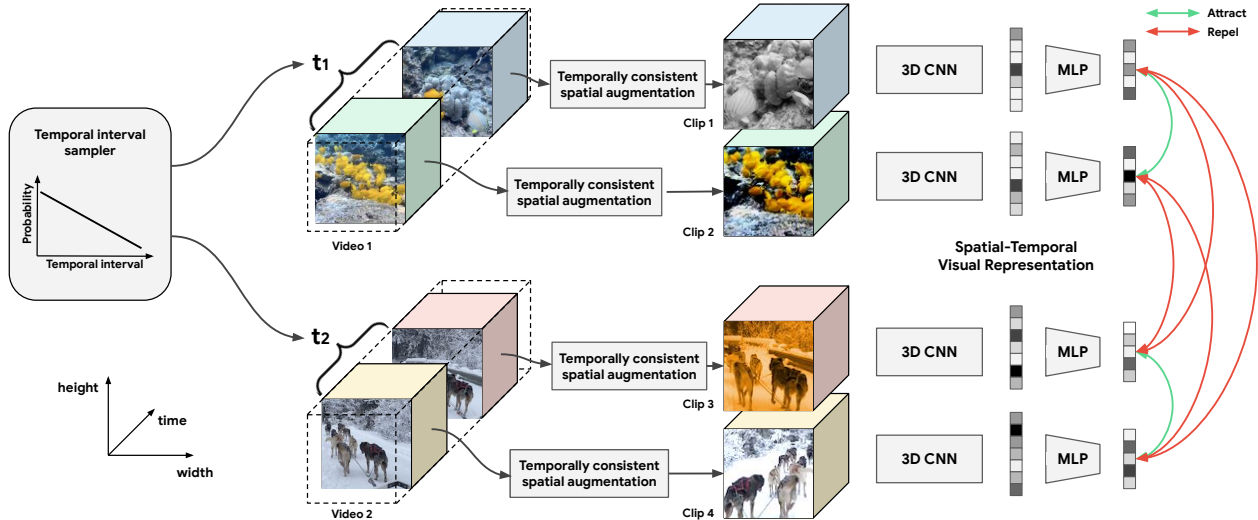 Attract
Repel
Temporal interval
sampler
Probability
Temporal interval
t1
Video 1
Temporally consistent
spatial augmentation
Clip 1
Temporally consistent
spatial augmentation
Clip 2
3D CNN
MLP
3D CNN
MLP
Spatial-Temporal
Visual Representation
t2
Video 2
Temporally consistent
spatial augmentation
Clip 3
Temporally consistent
spatial augmentation
Clip 4
3D CNN
MLP
3D CNN
MLP
height
time
width